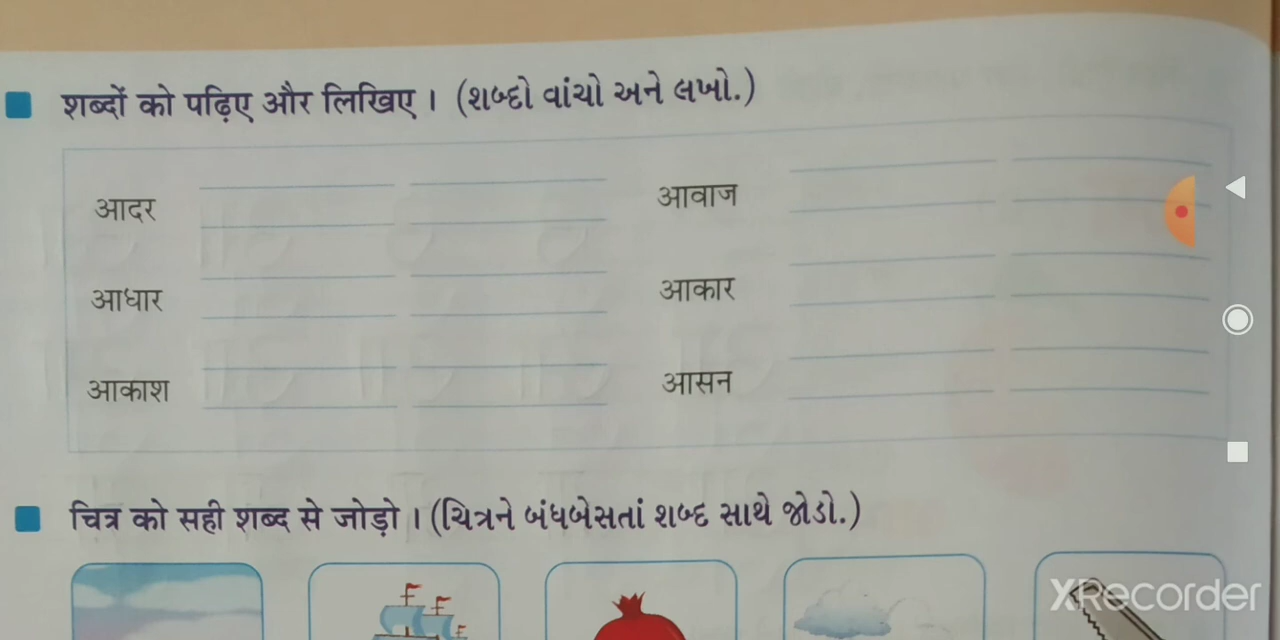 शब्दों को पढ़िए और लिखिए । (શબ્દો વાંચો અને લખો.)
आदर आवाज
आधार आकार
आकाश आसन
चित्र को सही शब्द से जोड़ो । (ચિત્રને બંધબેસતાં શબ્દ સાથે જોડો.)
XRecorder